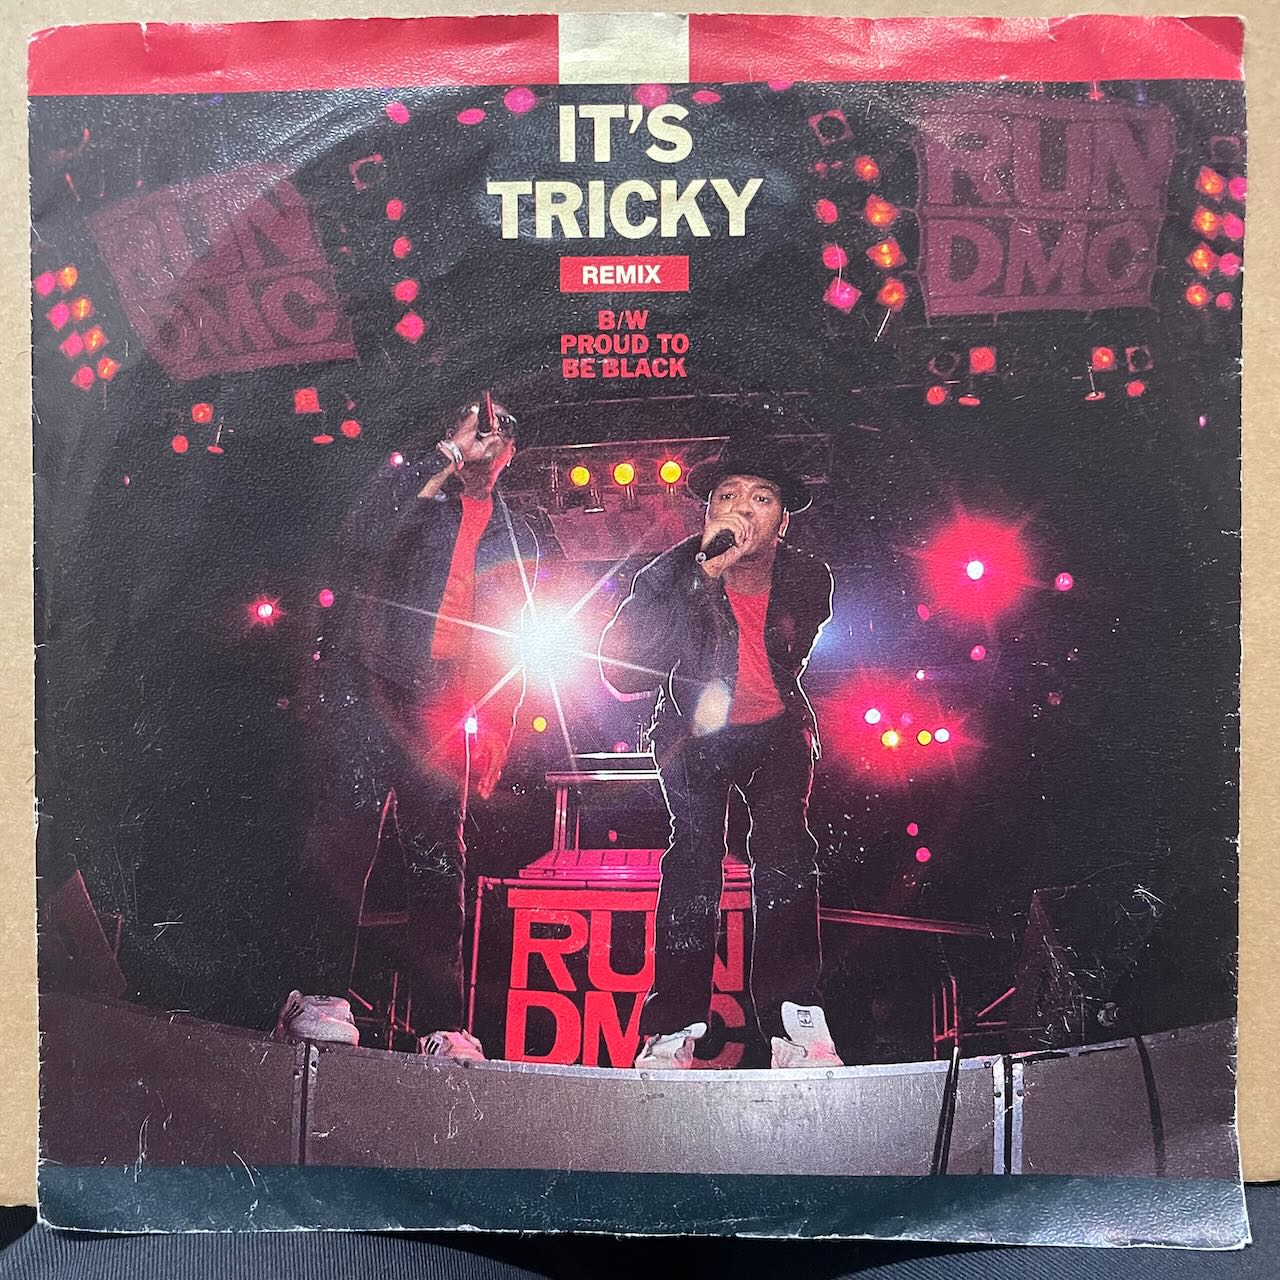 IT'S
TRICKY
REMIX
B/W
PROUD TO
BE BLACK
RUN
DMC
RUN
DMC
RUN
DMC